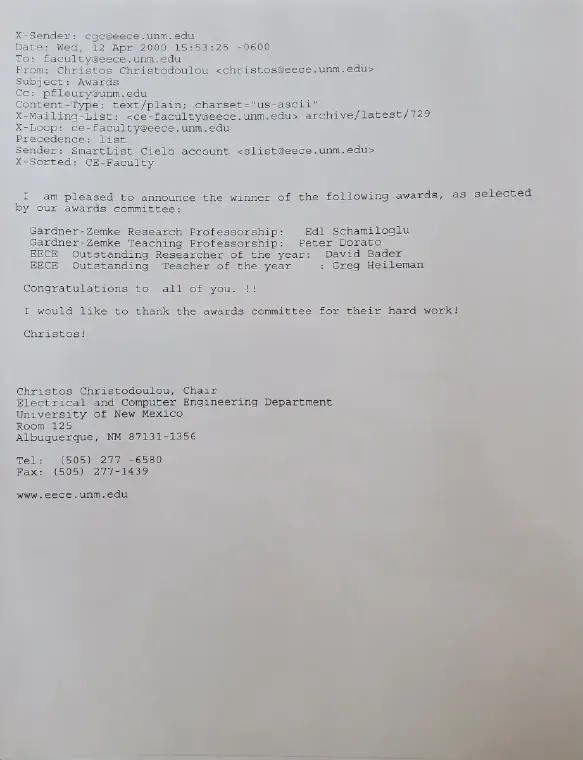 X-Sender: cgc@eece.unm.edu
Date: Wed, 12 Apr 2000 15:53:25 -0600
To: faculty@eece.unm.edu
From: Christos Christodoulou <christos@eece.unm.edu>
Subject: Awards
Cc: pfleury@unm.edu
Content-Type: text/plain; charset="us-ascii"
X-Mailing-List: <ce-faculty@eece.unm.edu> archive/latest/729
X-Loop: ce-faculty@eece.unm.edu
Precedence: list
Sender: SmartList Cielo account <slist@eece.unm.edu>
X-Sorted: CE-Faculty
I am pleased to announce the winner of the following awards, as selected
by our awards committee:
Gardner-Zemke Research Professorship: Edl Schamiloglu
Gardner-Zemke Teaching Professorship: Peter Dorato
EECE Outstanding Researcher of the year: David Bader
EECE Outstanding Teacher of the year : Greg Heileman
Congratulations to all of you. !!
I would like to thank the awards committee for their hard work!
Christos!
Christos Christodoulou, Chair
Electrical and Computer Engineering Department
University of New Mexico
Room 125
Albuquerque, NM 87131-1356
Tel: (505) 277 -6580
Fax: (505) 277-1439
www.eece.unm.edu